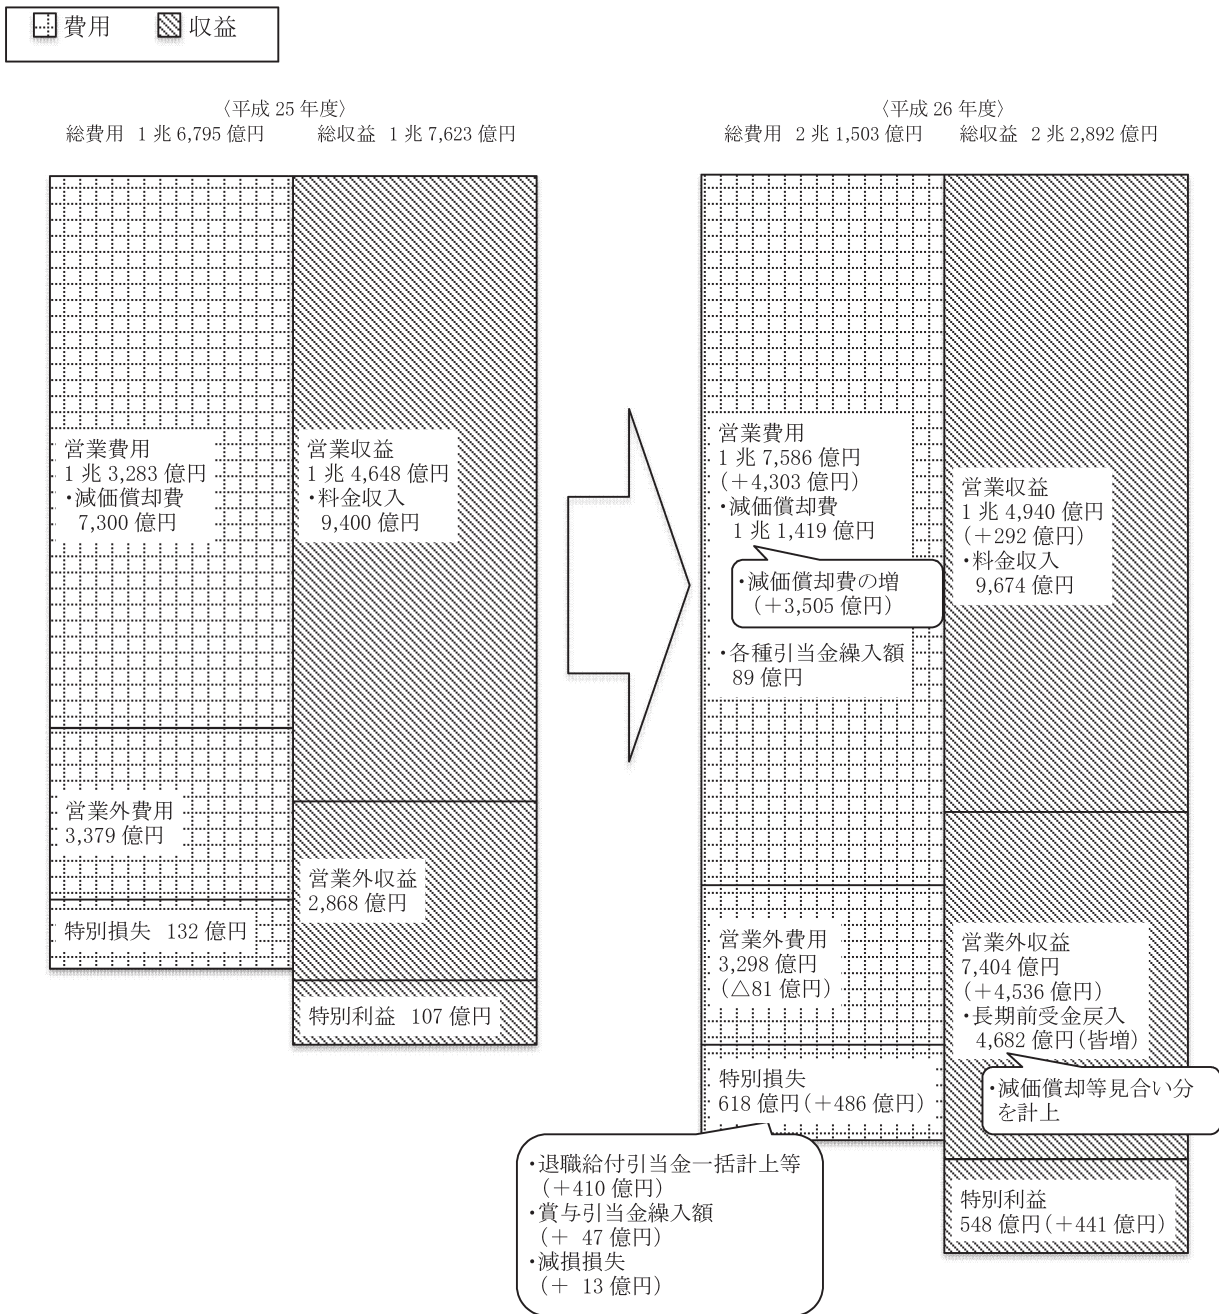 費用 収益
〈平成 25 年度〉
総費用 1 兆 6,795 億円 総収益 1 兆 7,623 億円
営業費用
1 兆 3,283 億円
・減価償却費
7,300 億円
営業収益
1 兆 4,648 億円
・料金収入
9,400 億円
営業外費用
3,379 億円
営業外収益
2,868 億円
特別損失 132 億円
特別利益 107 億円
〈平成 26 年度〉
総費用 2 兆 1,503 億円 総収益 2 兆 2,892 億円
営業費用
1 兆 7,586 億円
(+4,303 億円)
・減価償却費
1 兆 1,419 億円
・減価償却費の増
(+3,505 億円)
・各種引当金繰入額
89 億円
営業収益
1 兆 4,940 億円
(+292 億円)
・料金収入
9,674 億円
営業外費用
3,298 億円
(△81 億円)
営業外収益
7,404 億円
(+4,536 億円)
・長期前受金戻入
4,682 億円(皆増)
・減価償却等見合い分
を計上
特別損失
618 億円(+486 億円)
・退職給付引当金一括計上等
(+410 億円)
・賞与引当金繰入額
(+ 47 億円)
・減損損失
(+ 13 億円)
特別利益
548 億円(+441 億円)